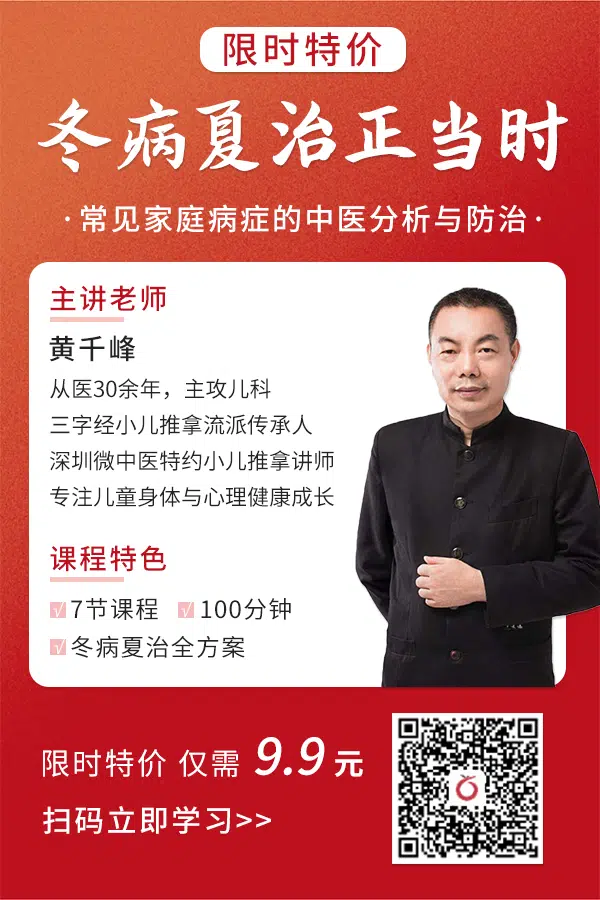 限时特价
冬病夏治正当时
·常见家庭病症的中医分析与防治·
主讲老师
黄千峰
从医30余年，主攻儿科
三字经小儿推拿流派传承人
深圳微中医特约小儿推拿讲师
专注儿童身体与心理健康成长
课程特色
√7节课程 √100分钟
√冬病夏治全方案
限时特价 仅需 9.9 元
扫码立即学习>>